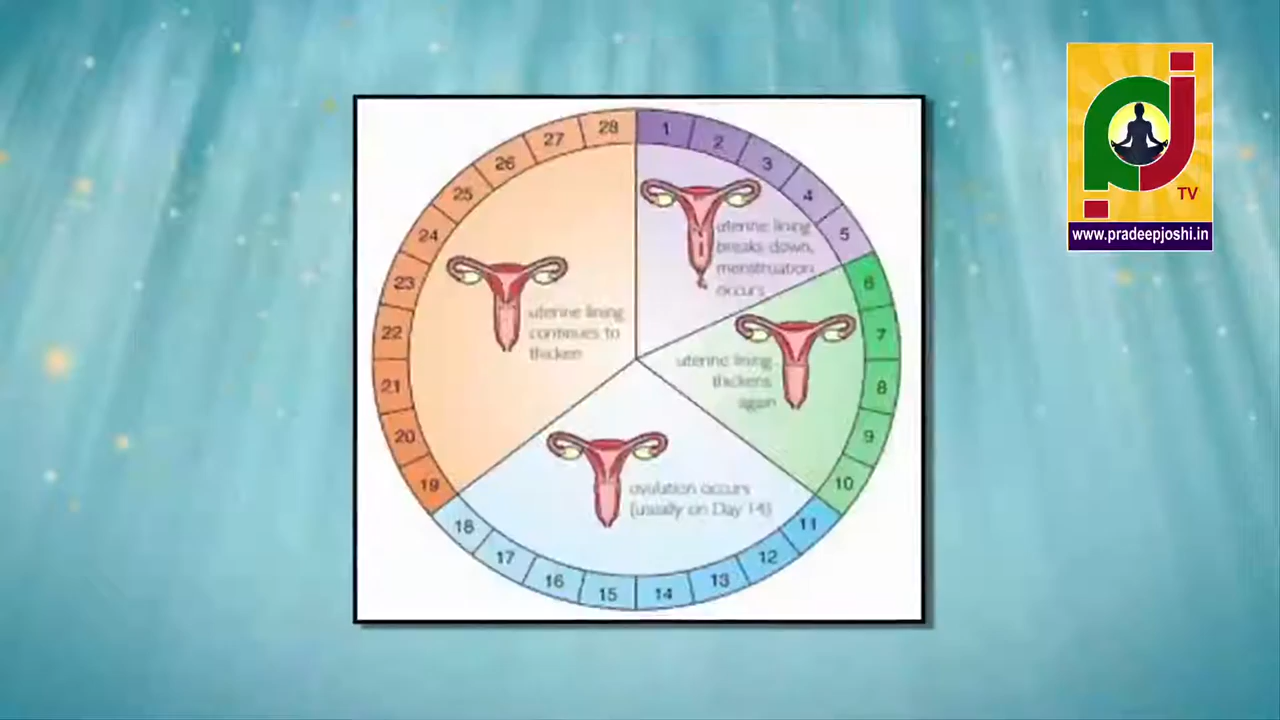 1
2
3
4
5
6
7
8
9
10
11
12
13
14
15
16
17
18
19
20
21
22
23
24
25
26
27
28
uterine lining
breaks down,
menstruation
occurs
uterine lining
thickens
again
ovulation occurs
(usually on Day 14)
uterine lining
continues to
thicken
PJ
TV
www.pradeepjoshi.in